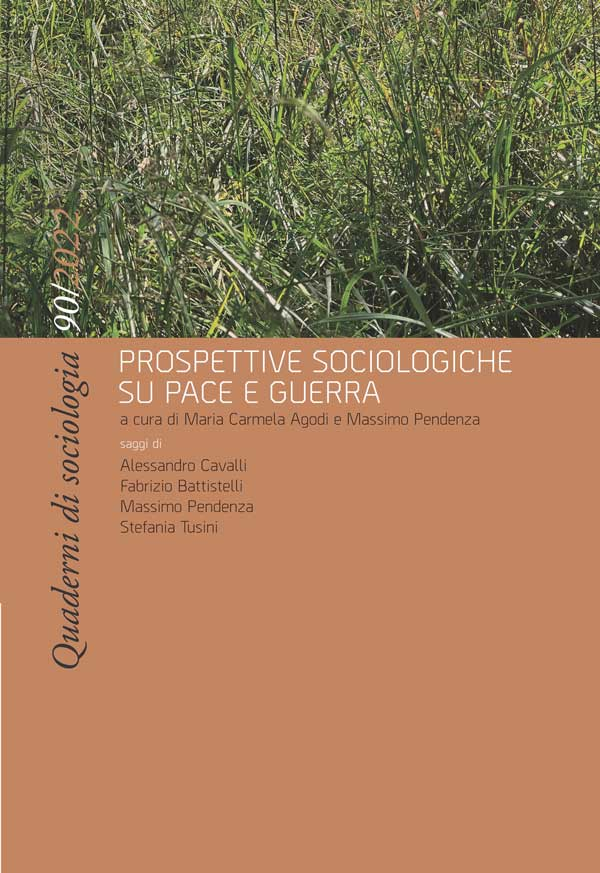 Quaderni di sociologia 90/2022
PROSPETTIVE SOCIOLOGICHE
SU PACE E GUERRA
a cura di Maria Carmela Agodi e Massimo Pendenza
saggi di
Alessandro Cavalli
Fabrizio Battistelli
Massimo Pendenza
Stefania Tusini